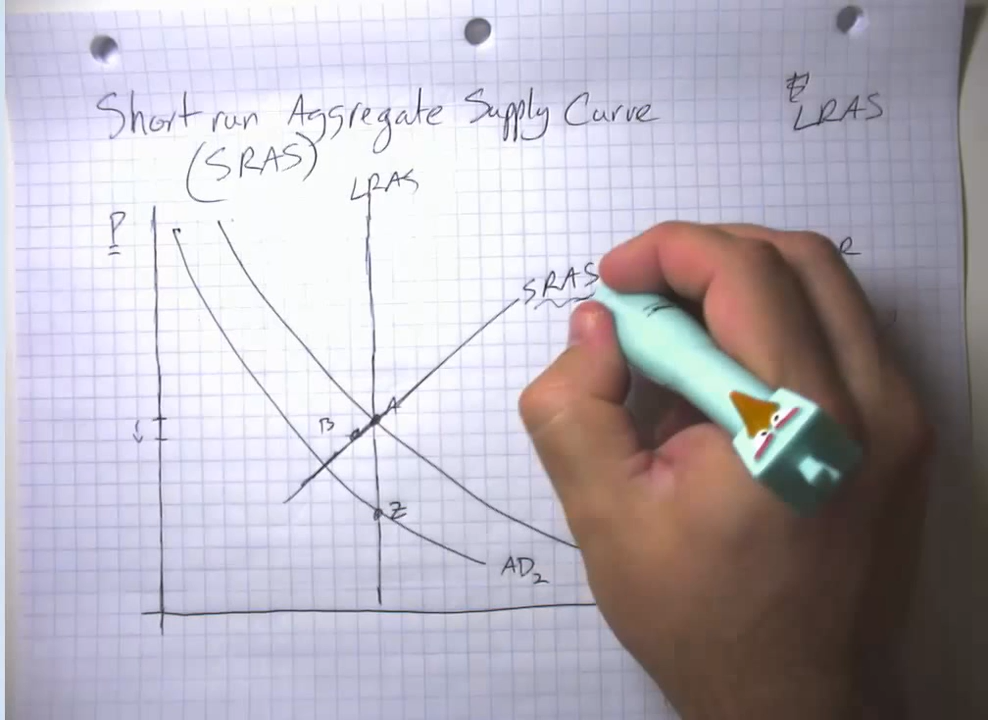 Short run Aggregate Supply Curve
(SRAS)
LRAS
LRAS
P
SRAS
A
B
Z
AD2